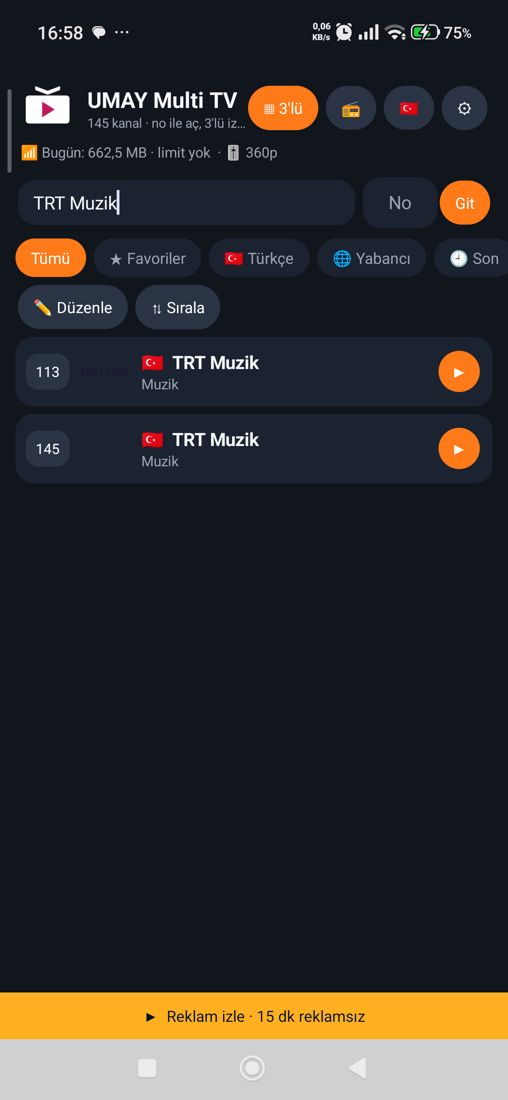 16:58 ··· 0,06 KB/s 75%
UMAY Multi TV
145 kanal · no ile aç, 3'lü iz...
3'lü
Bugün: 662,5 MB · limit yok · 360p
TRT Muzik No Git
Tümü ★ Favoriler Türkçe Yabancı Son
Düzenle ⇅ Sırala
113 TRT MUZIK TRT Muzik
Muzik
145 TRT Muzik
Muzik
► Reklam izle · 15 dk reklamsız